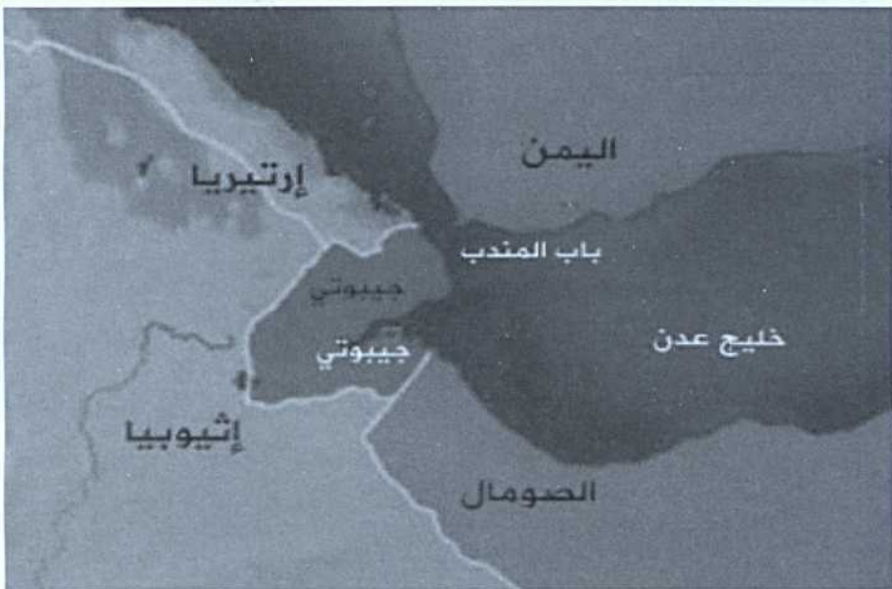 اليمن
إرتيريا
باب المندب
جيبوتي
خليج عدن
جيبوتي
إثيوبيا
الصومال